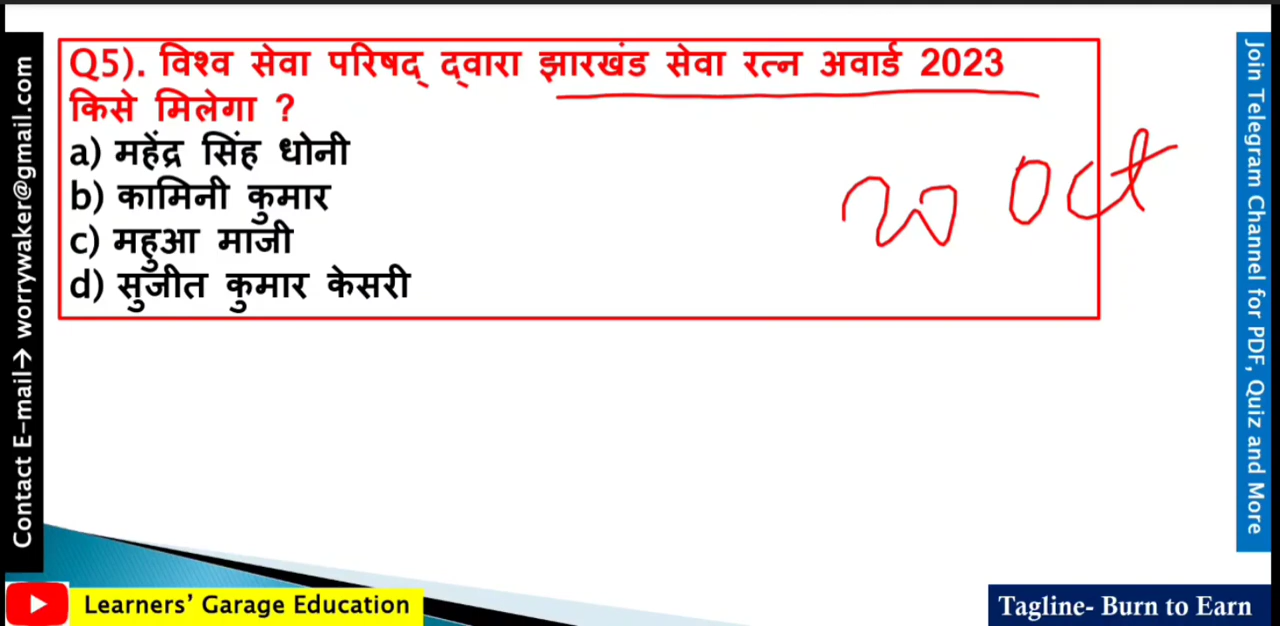 Q5). विश्व सेवा परिषद् द्वारा झारखंड सेवा रत्न अवार्ड 2023
किसे मिलेगा ?
a) महेंद्र सिंह धोनी
b) कामिनी कुमार
c) महुआ माजी
d) सुजीत कुमार केसरी
20 Oct
Contact E-mail→ worrywaker@gmail.com
Join Telegram Channel for PDF, Quiz and More
Learners’ Garage Education
Tagline- Burn to Earn